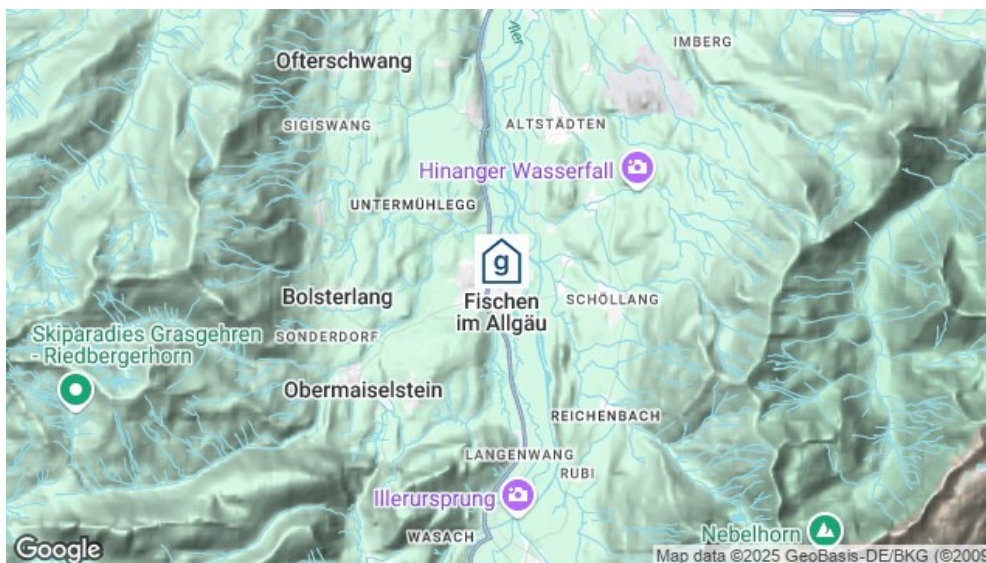 Iller
IMBERG
Ofterschwang
SIGISWANG
ALTSTÄDTEN
Hinanger Wasserfall
UNTERMÜHLEGG
g
Bolsterlang
Fischen
im Allgäu
SCHÖLLANG
Skiparadies Grasgehren
- Riedbergerhorn
SONDERDORF
Obermaiselstein
REICHENBACH
LANGENWANG
RUBI
Illerursprung
WASACH
Nebelhorn
Google
Map data ©2025 GeoBasis-DE/BKG (©2009